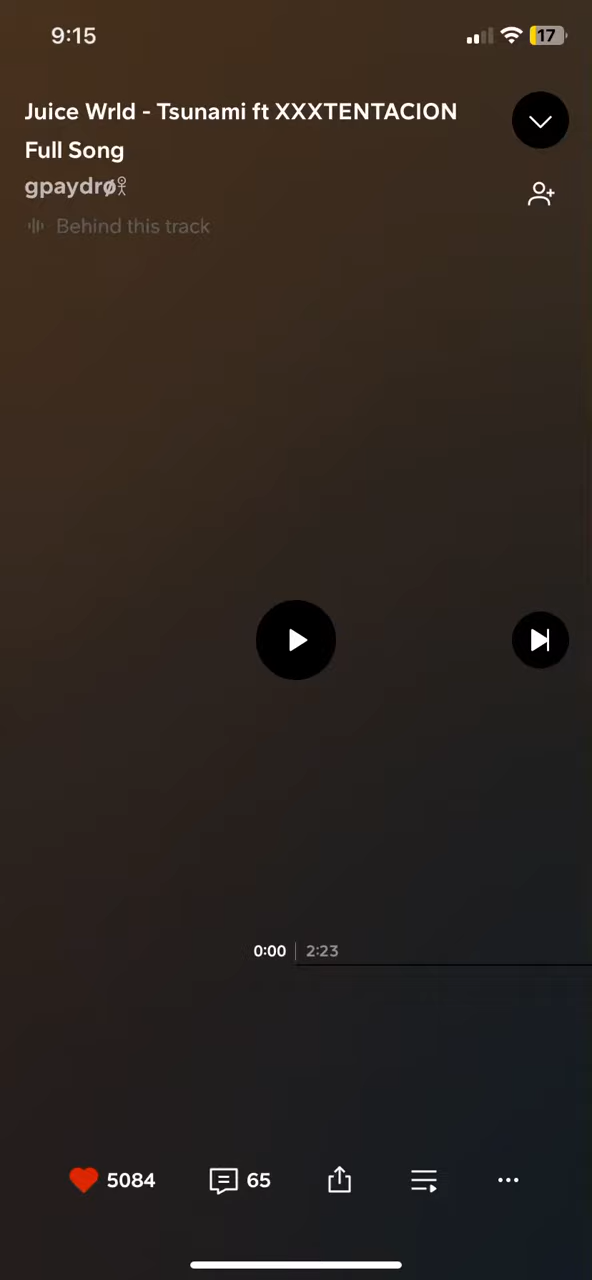 9:15
17
Juice Wrld - Tsunami ft XXXTENTACION
Full Song
gpaydrø𖨆
Behind this track
0:00 | 2:23
5084
65